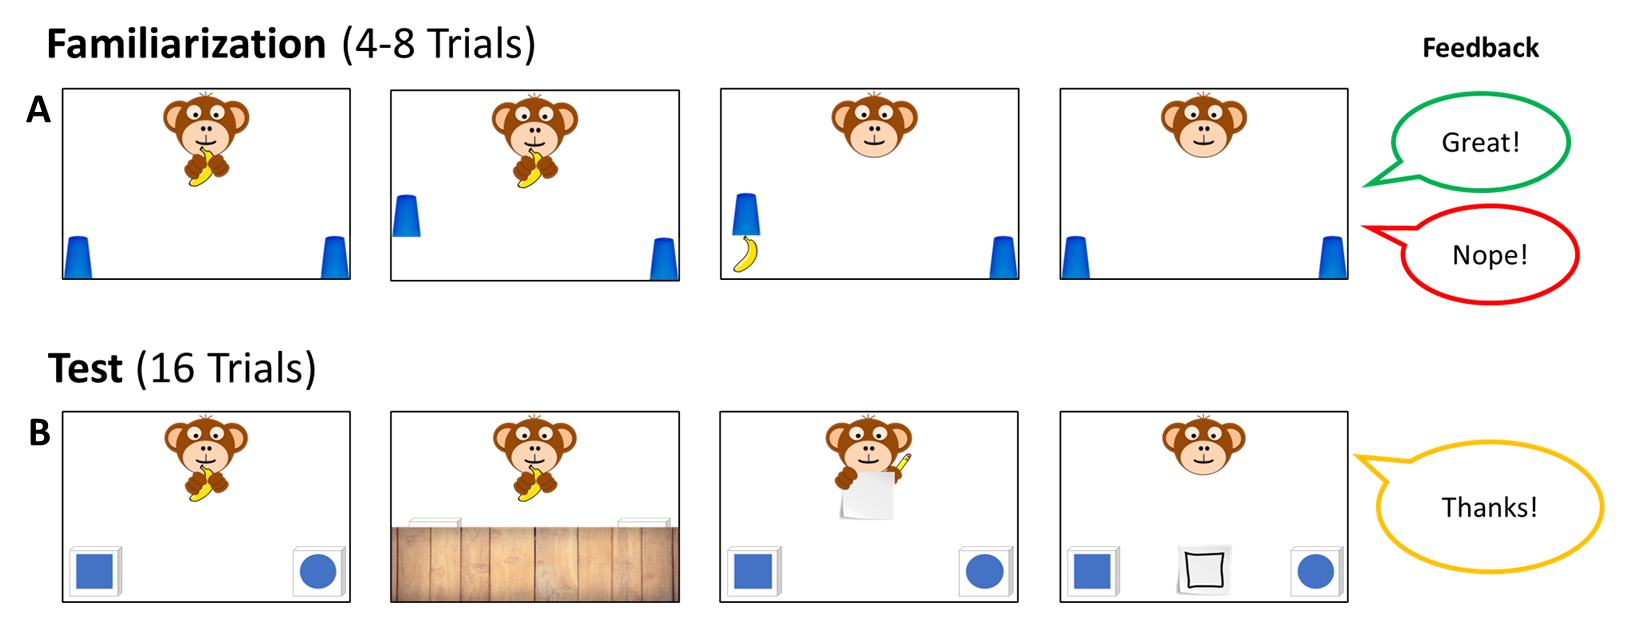 Familiarization (4-8 Trials)
Feedback
A
Great!
Nope!
Test (16 Trials)
B
Thanks!